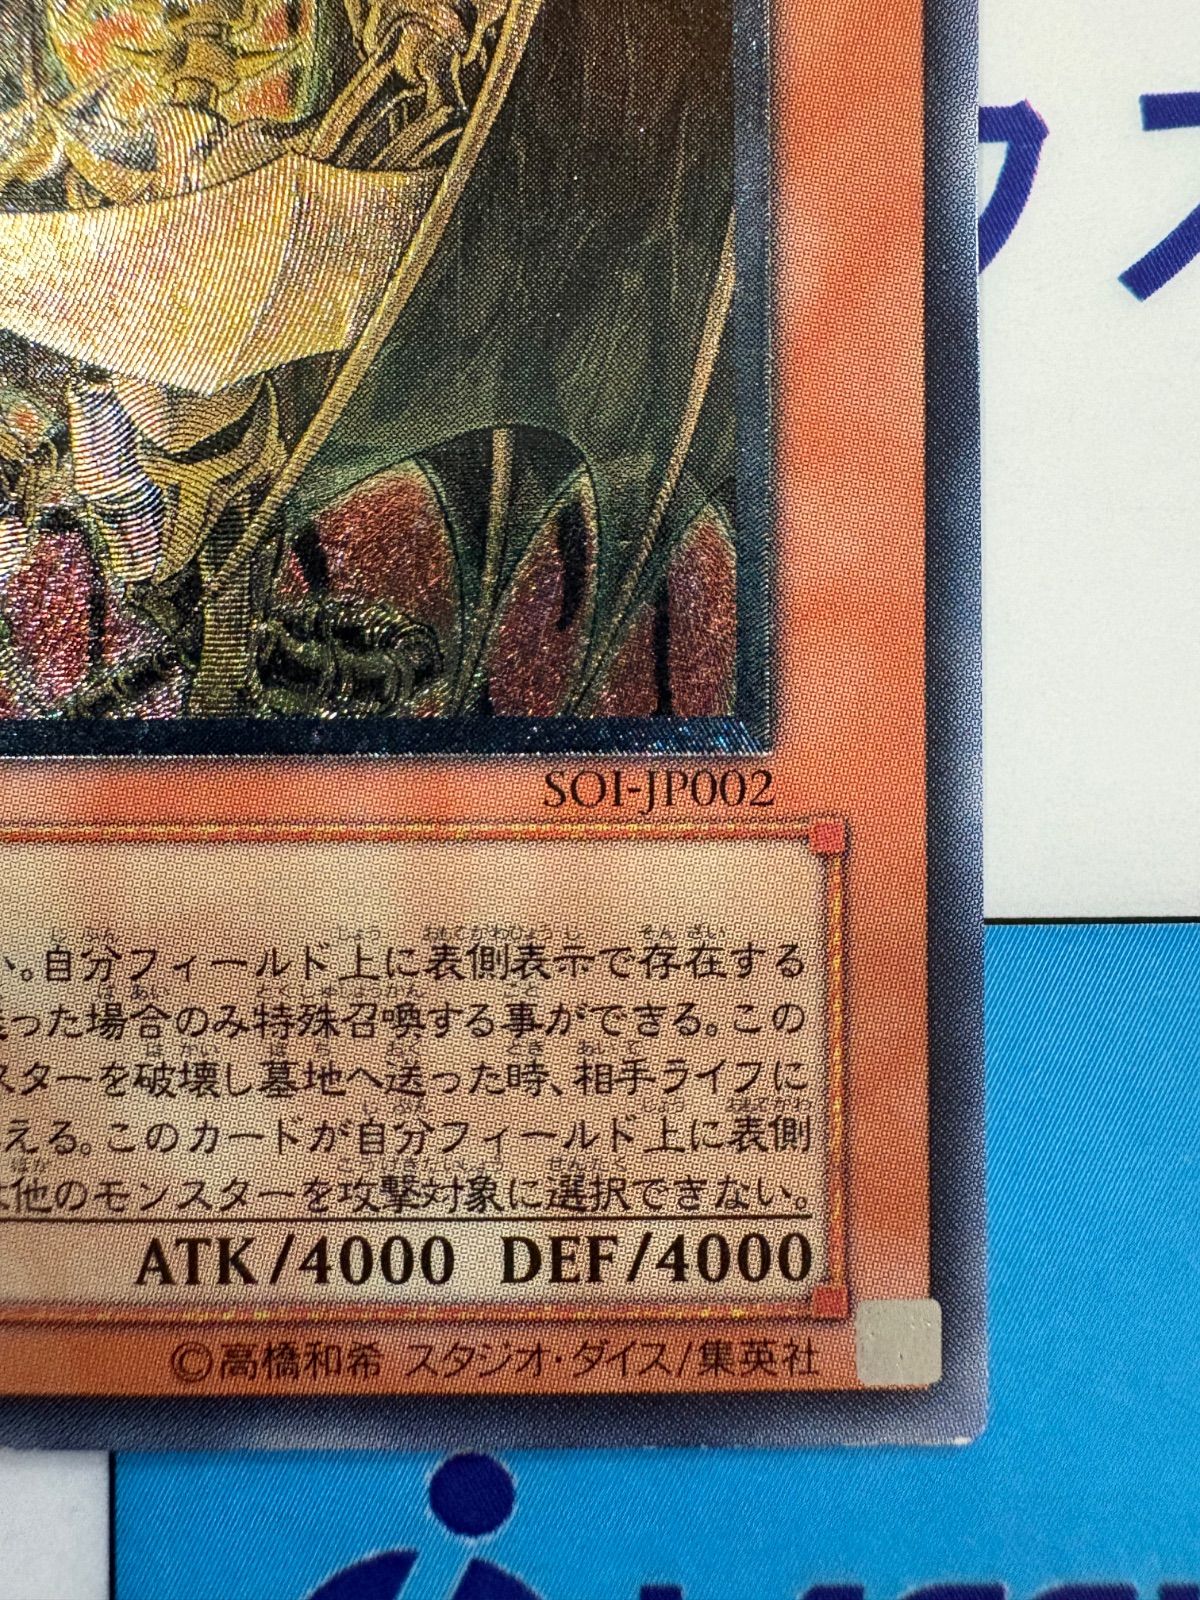 ウス
SOI-JP002
い。自分フィールド上に表側表示で存在する
った場合のみ特殊召喚する事ができる。この
スターを破壊し墓地へ送った時、相手ライフに
える。このカードが自分フィールド上に表側
他のモンスターを攻撃対象に選択できない。
ATK/4000 DEF/4000
©高橋和希 スタジオ・ダイス/集英社